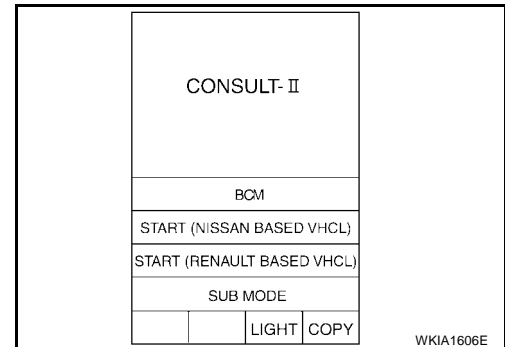 CONSULT-II
BCM
START (NISSAN BASED VHCL)
START (RENAULT BASED VHCL)
SUB MODE
LIGHT COPY
WKIA1606E